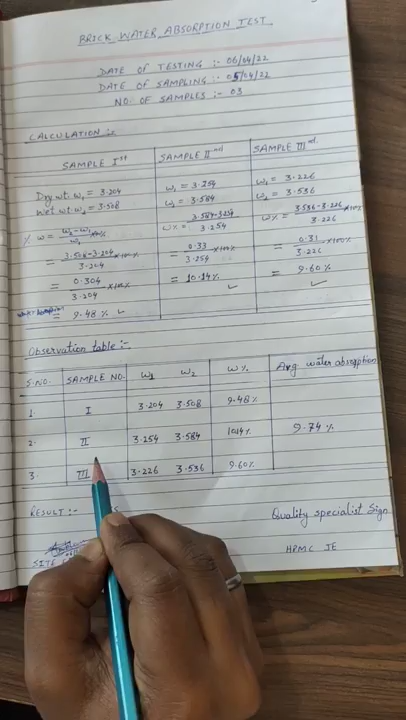 BRICK WATER ABSORPTION TEST
DATE OF TESTING :- 06/04/22
DATE OF SAMPLING :- 05/04/22
NO. OF SAMPLES :- 03
CALCULATION :-
SAMPLE Ist
Dry wt. w₁ = 3.204
Wet wt. w₂ = 3.508
% w = (w₂ - w₁)/w₁ × 100%
= (3.508 - 3.204)/3.204 × 100%
= 0.304/3.204 × 100%
= 9.48 % ✓
SAMPLE II nd
w₁ = 3.254
w₂ = 3.584
w% = (3.584 - 3.254)/3.254
= 0.33/3.254 × 100%
= 10.14 % ✓
SAMPLE III rd
w₁ = 3.226
w₂ = 3.536
w% = (3.536 - 3.226)/3.226 × 100%
= 0.31/3.226 × 100%
= 9.60 % ✓
Observation table :-
S.NO. SAMPLE NO. W₁ W₂ W% Avg water absorption
1. I 3.204 3.508 9.48 %
2. II 3.254 3.584 10.14 % 9.74 %
3. III 3.226 3.536 9.60%
RESULT :-
Quality specialist Sign
SITE
HPMC JE